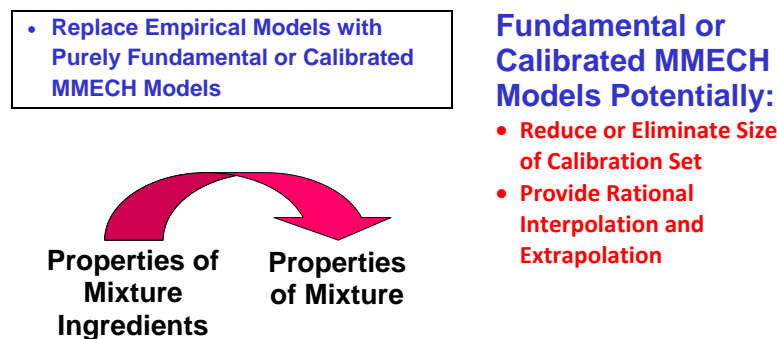 • Replace Empirical Models with
Purely Fundamental or Calibrated
MMECH Models
Fundamental or
Calibrated MMECH
Models Potentially:
• Reduce or Eliminate Size
of Calibration Set
• Provide Rational
Interpolation and
Extrapolation
Properties of
Mixture
Ingredients
Properties
of Mixture